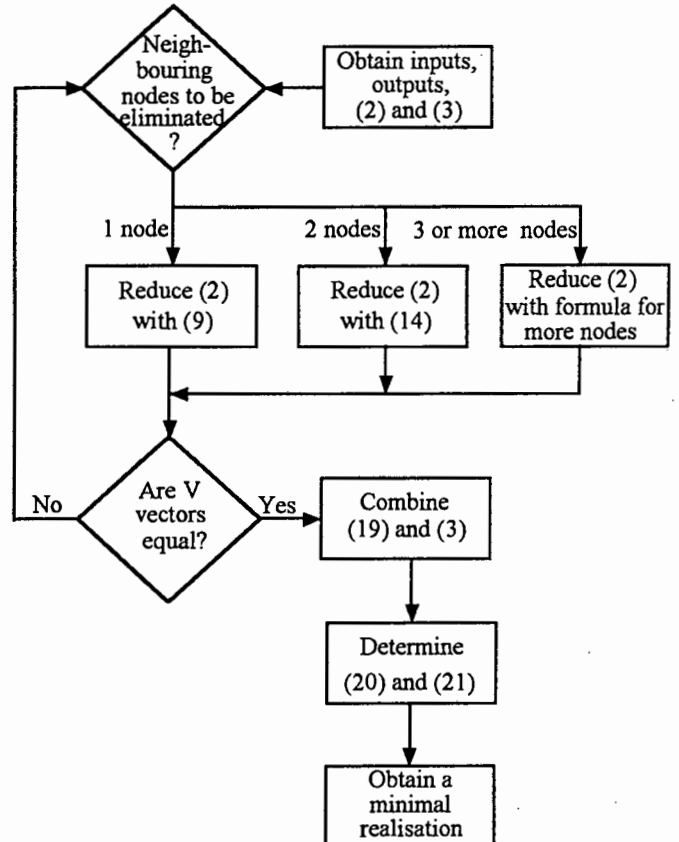 Neigh-
bouring
nodes to be
eliminated
?
Obtain inputs,
outputs,
(2) and (3)
1 node
2 nodes
3 or more nodes
Reduce (2)
with (9)
Reduce (2)
with (14)
Reduce (2)
with formula for
more nodes
No
Are V
vectors
equal?
Yes
Combine
(19) and (3)
Determine
(20) and (21)
Obtain a
minimal
realisation